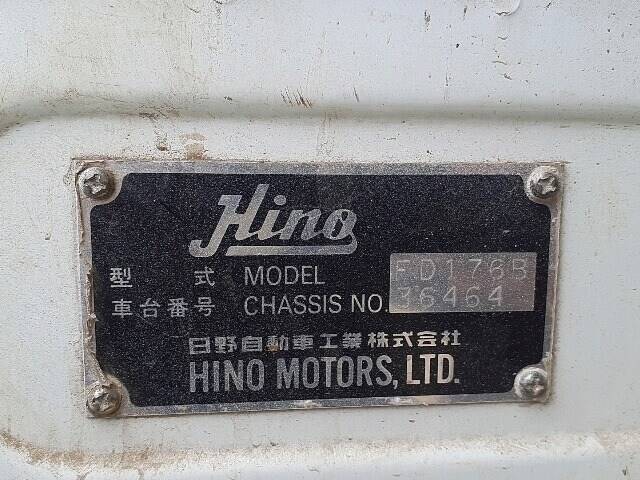 Hino
型 式 MODEL FD176B
車台番号 CHASSIS NO. 36464
日野自動車工業株式会社
HINO MOTORS, LTD.